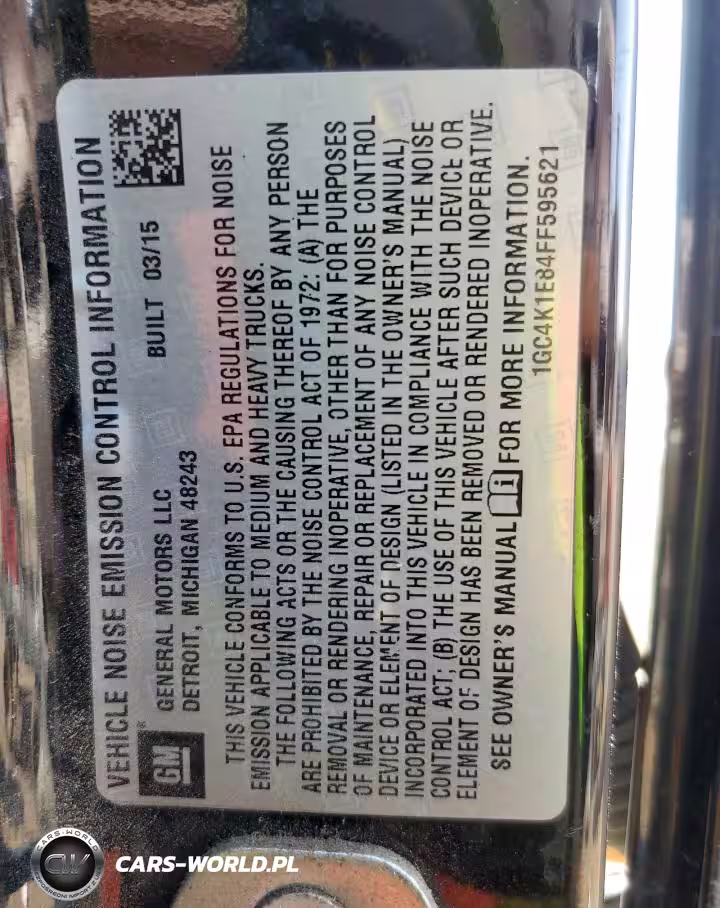 VEHICLE NOISE EMISSION CONTROL INFORMATION
GM®
GENERAL MOTORS LLC BUILT 03/15
DETROIT, MICHIGAN 48243
THIS VEHICLE CONFORMS TO U.S. EPA REGULATIONS FOR NOISE
EMISSION APPLICABLE TO MEDIUM AND HEAVY TRUCKS.
THE FOLLOWING ACTS OR THE CAUSING THEREOF BY ANY PERSON
ARE PROHIBITED BY THE NOISE CONTROL ACT OF 1972: (A) THE
REMOVAL OR RENDERING INOPERATIVE, OTHER THAN FOR PURPOSES
OF MAINTENANCE, REPAIR OR REPLACEMENT OF ANY NOISE CONTROL
DEVICE OR ELEMENT OF DESIGN (LISTED IN THE OWNER'S MANUAL)
INCORPORATED INTO THIS VEHICLE IN COMPLIANCE WITH THE NOISE
CONTROL ACT, (B) THE USE OF THIS VEHICLE AFTER SUCH DEVICE OR
ELEMENT OF DESIGN HAS BEEN REMOVED OR RENDERED INOPERATIVE.
SEE OWNER'S MANUAL i FOR MORE INFORMATION.
1GC4K1E84FF595621
CARS-WORLD
CW
CARS-WORLD.PL